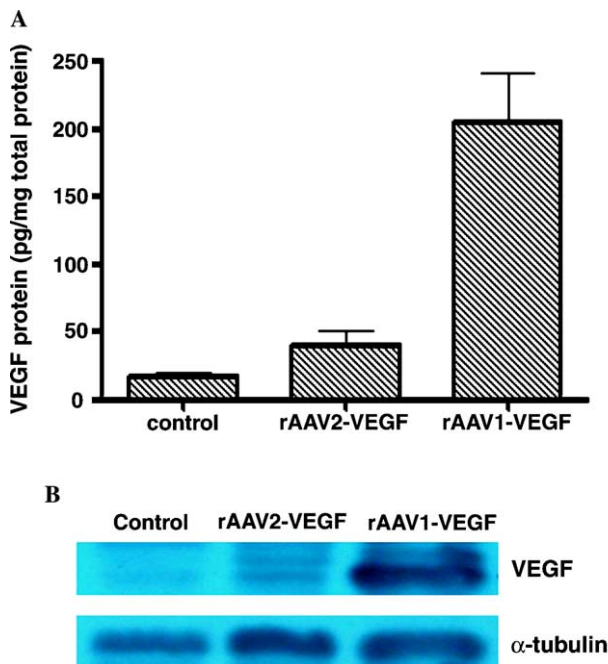 A
VEGF protein (pg/mg total protein)
250
200
150
100
50
0
control rAAV2-VEGF rAAV1-VEGF
B
Control rAAV2-VEGF rAAV1-VEGF
VEGF
α-tubulin